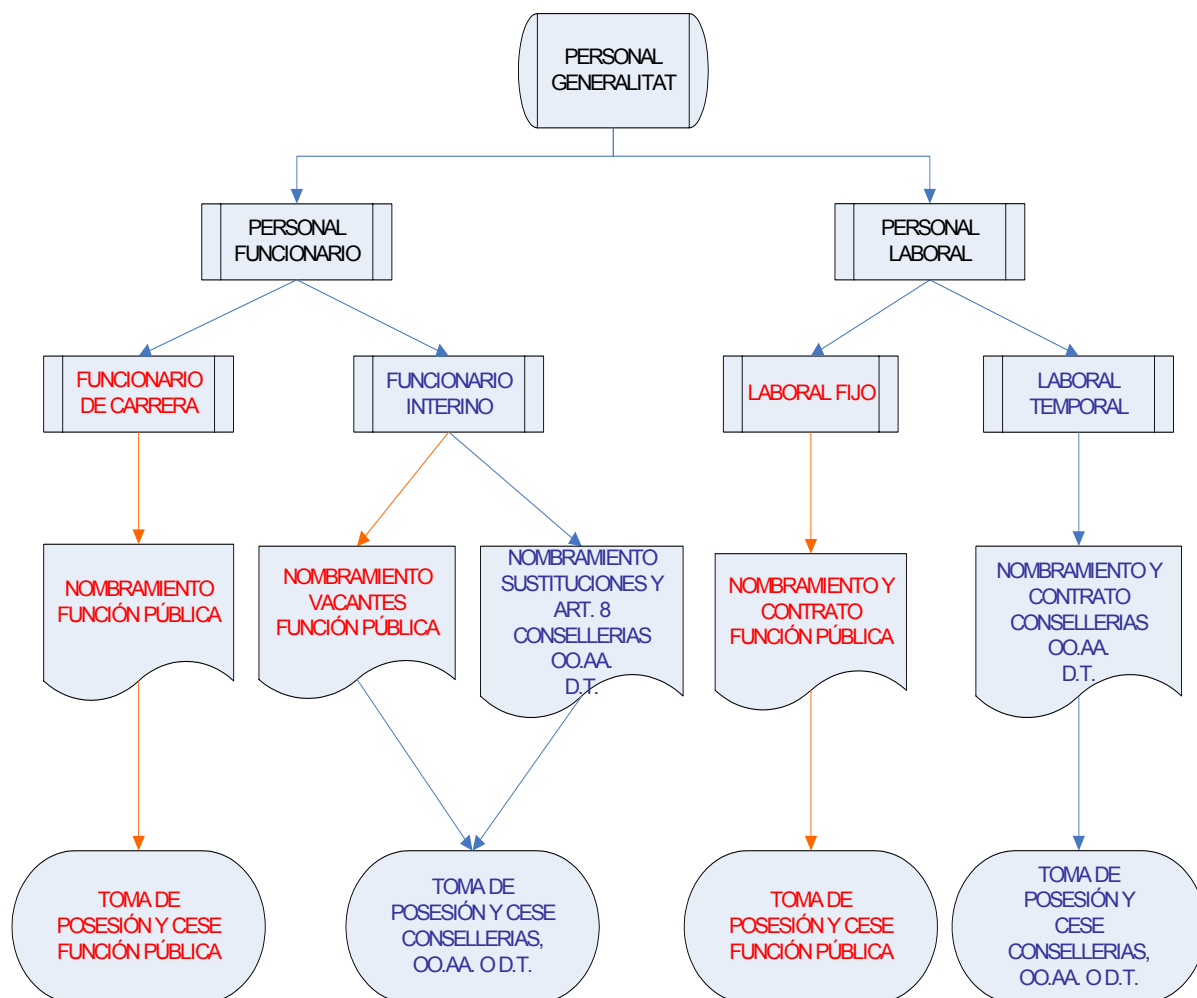 PERSONAL
GENERALITAT
PERSONAL
FUNCIONARIO
PERSONAL
LABORAL
FUNCIONARIO
DE CARRERA
FUNCIONARIO
INTERINO
LABORAL FIJO
LABORAL
TEMPORAL
NOMBRAMIENTO
FUNCIÓN PÚBLICA
NOMBRAMIENTO
VACANTES
FUNCIÓN PÚBLICA
NOMBRAMIENTO
SUSTITUCIONES Y
ART. 8
CONSELLERIAS
OO.AA.
D.T.
NOMBRAMIENTO Y
CONTRATO
FUNCIÓN PÚBLICA
NOMBRAMIENTO Y
CONTRATO
CONSELLERIAS
OO.AA.
D.T.
TOMA DE
POSESIÓN Y CESE
FUNCIÓN PÚBLICA
TOMA DE
POSESIÓN Y CESE
CONSELLERIAS,
OO.AA. O D.T.
TOMA DE
POSESIÓN Y CESE
FUNCIÓN PÚBLICA
TOMA DE
POSESIÓN Y
CESE
CONSELLERIAS,
OO.AA. O D.T.